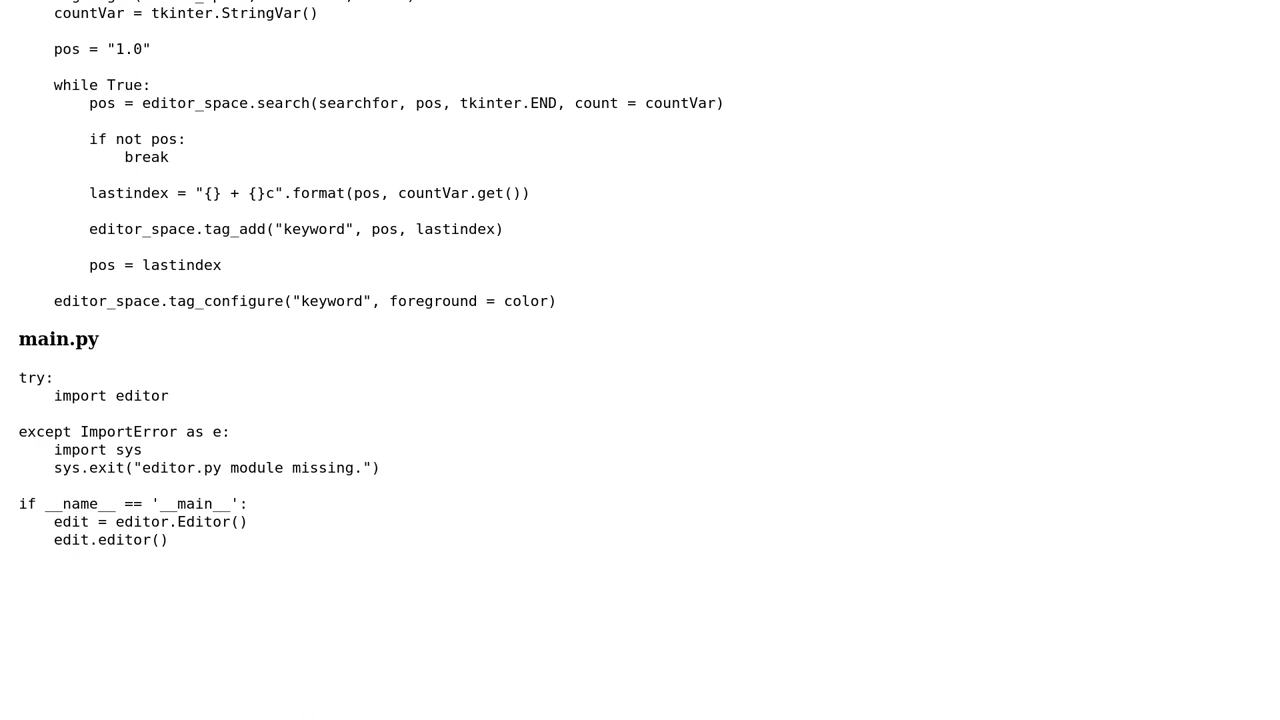 countVar = tkinter.StringVar()
pos = "1.0"
while True:
pos = editor_space.search(searchfor, pos, tkinter.END, count = countVar)
if not pos:
break
lastindex = "{} + {}c".format(pos, countVar.get())
editor_space.tag_add("keyword", pos, lastindex)
pos = lastindex
editor_space.tag_configure("keyword", foreground = color)
main.py
try:
import editor
except ImportError as e:
import sys
sys.exit("editor.py module missing.")
if __name__ == '__main__':
edit = editor.Editor()
edit.editor()